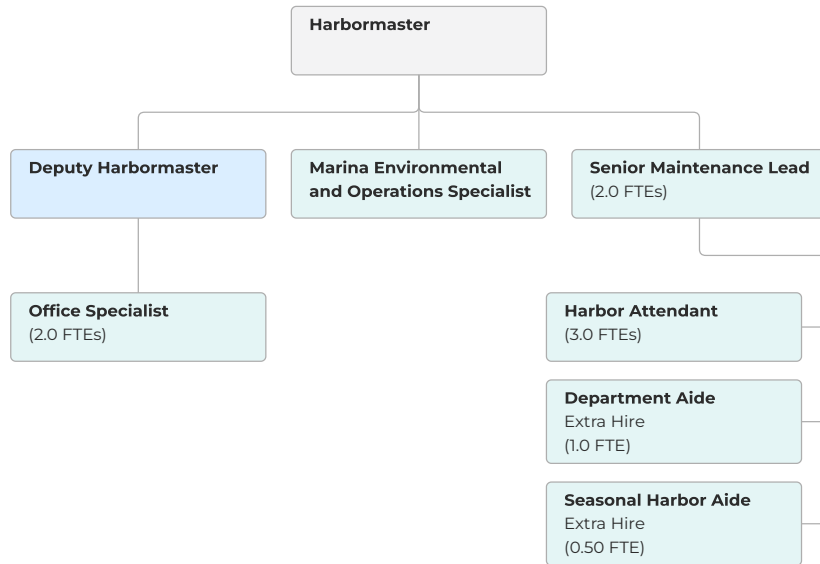 Harbormaster
Deputy Harbormaster
Marina Environmental
and Operations Specialist
Senior Maintenance Lead
(2.0 FTEs)
Office Specialist
(2.0 FTEs)
Harbor Attendant
(3.0 FTEs)
Department Aide
Extra Hire
(1.0 FTE)
Seasonal Harbor Aide
Extra Hire
(0.50 FTE)